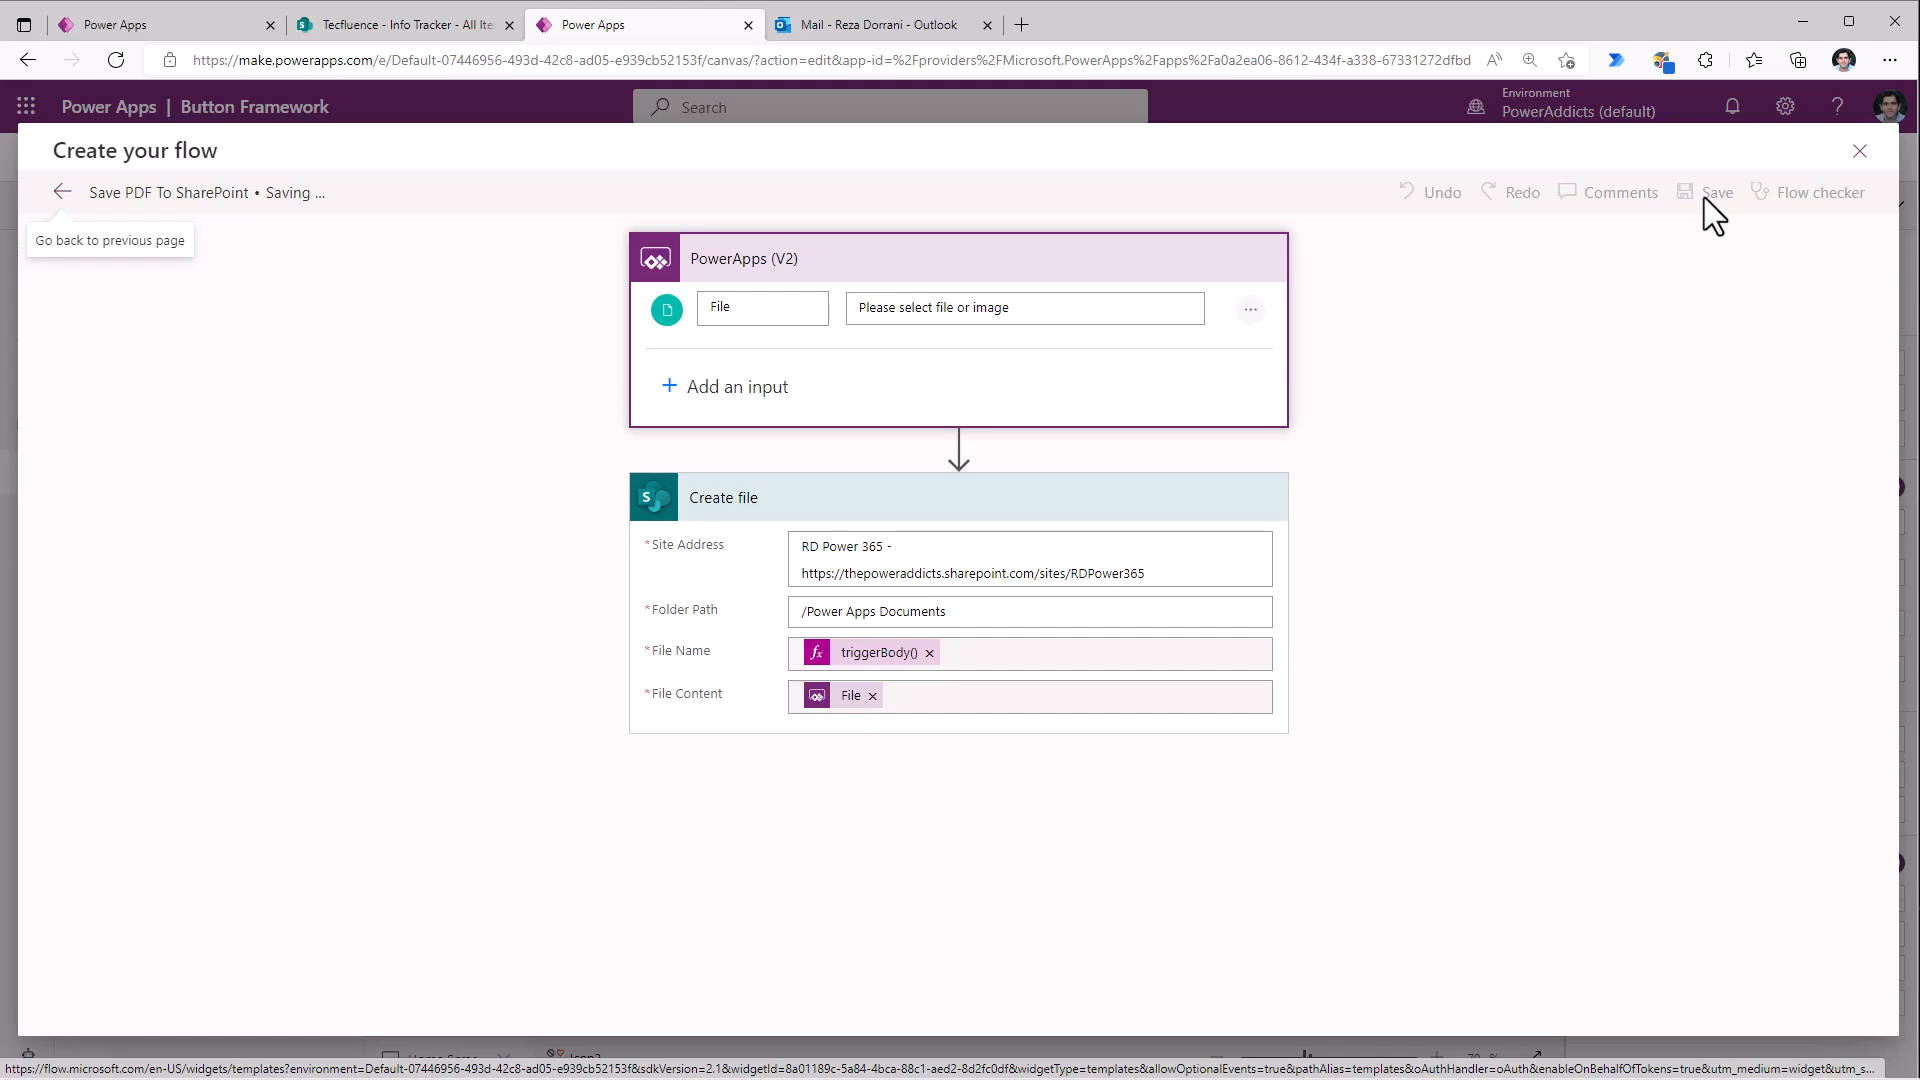 Power Apps
Tecfluence - Info Tracker - All Ite
Power Apps
Mail - Reza Dorrani - Outlook
https://make.powerapps.com/e/Default-07446956-493d-42c8-ad05-e939cb52153f/canvas/?action=edit&app-id=%2Fproviders%2FMicrosoft.PowerApps%2Fapps%2Fa0a2ea06-8612-434f-a338-67331272dfbd
Power Apps | Button Framework
Search
Environment
PowerAddicts (default)
Create your flow
Save PDF To SharePoint • Saving ...
Undo
Redo
Comments
Save
Flow checker
Go back to previous page
PowerApps (V2)
File
Please select file or image
Add an input
Create file
*Site Address
RD Power 365 -
https://thepoweraddicts.sharepoint.com/sites/RDPower365
*Folder Path
/Power Apps Documents
*File Name
fx triggerBody()
*File Content
File
https://flow.microsoft.com/en-US/widgets/templates?environment=Default-07446956-493d-42c8-ad05-e939cb52153f&sdkVersion=2.1&widgetId=8a01189c-5a84-4bca-88c1-aed2-8d2fc0df&widgetType=templates&allowOptionalEvents=true&pathAlias=templates&oAuthHandler=oAuth&enableOnBehalfOfTokens=true&utm_medium=widget&utm_s...